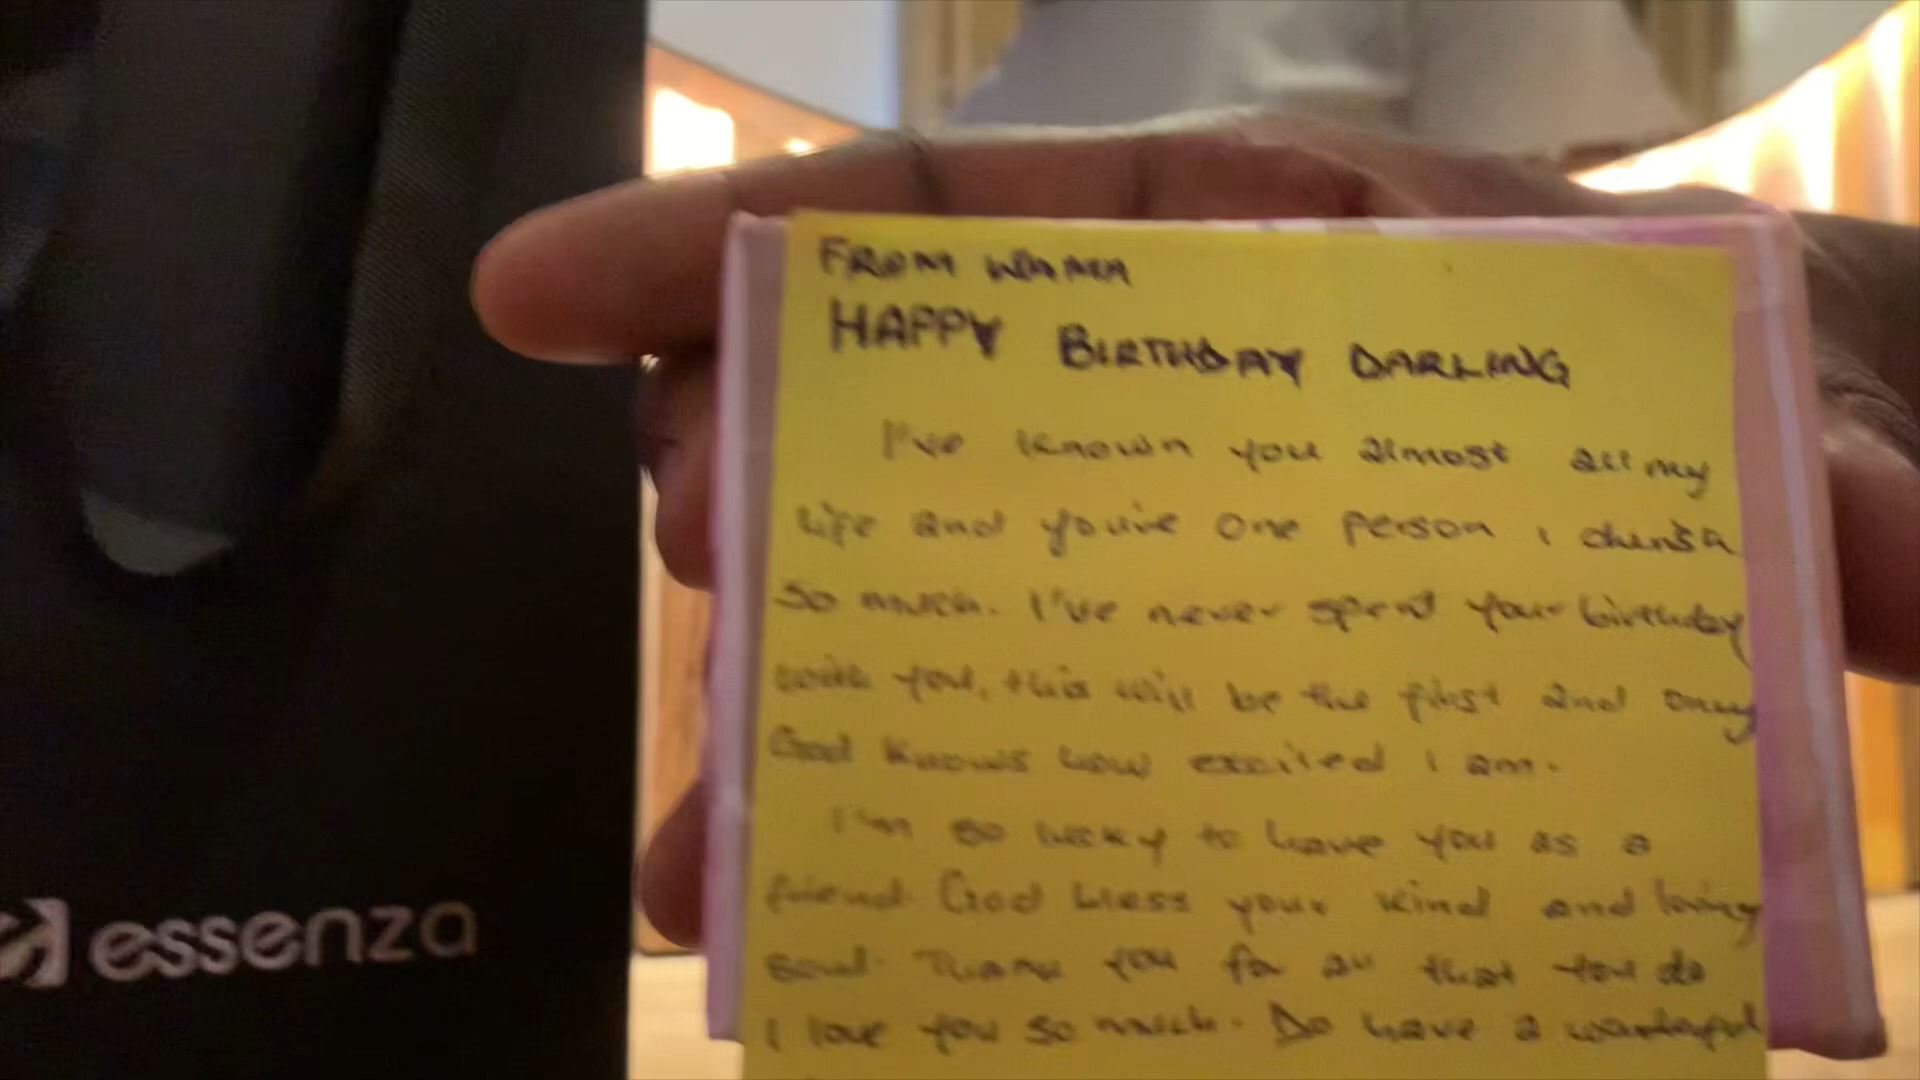 FROM WAMA
HAPPY BIRTHDAY DARLING
I've known you almost all my
life and you're one person i cherish
so much. I've never spent your birthday
with you, this will be the first and only
God knows how excited I am.
I'm so lucky to have you as a
friend. God bless your kind and loving
soul. Thank you for all that you do
I love you so much. Do have a wonderful
essenza